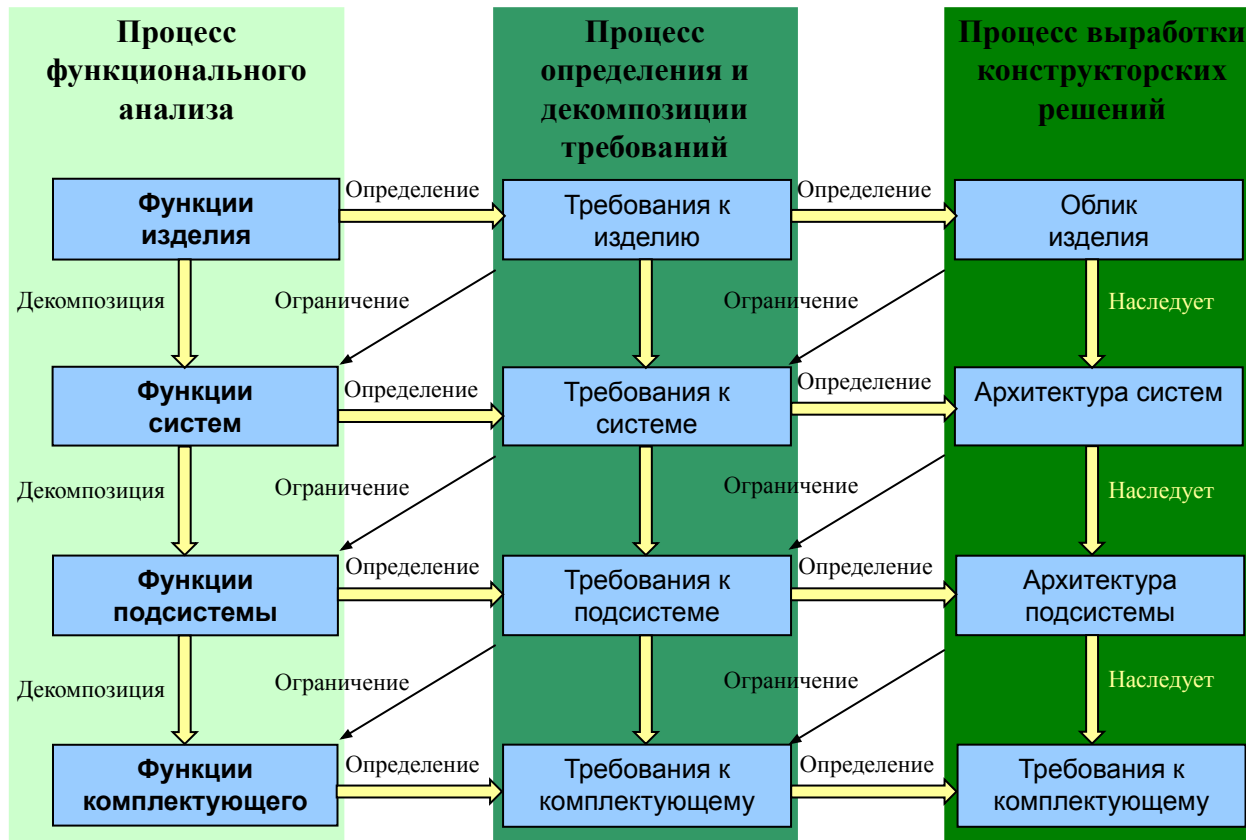 Процесс
функционального
анализа
Процесс
определения и
декомпозиции
требований
Процесс выработки
конструкторских
решений
Функции
изделия
Определение
Требования к
изделию
Определение
Облик
изделия
Декомпозиция
Ограничение
Ограничение
Наследует
Функции
систем
Определение
Требования к
системе
Определение
Архитектура систем
Декомпозиция
Ограничение
Ограничение
Наследует
Функции
подсистемы
Определение
Требования к
подсистеме
Определение
Архитектура
подсистемы
Декомпозиция
Ограничение
Ограничение
Наследует
Функции
комплектующего
Определение
Требования к
комплектующему
Определение
Требования к
комплектующему